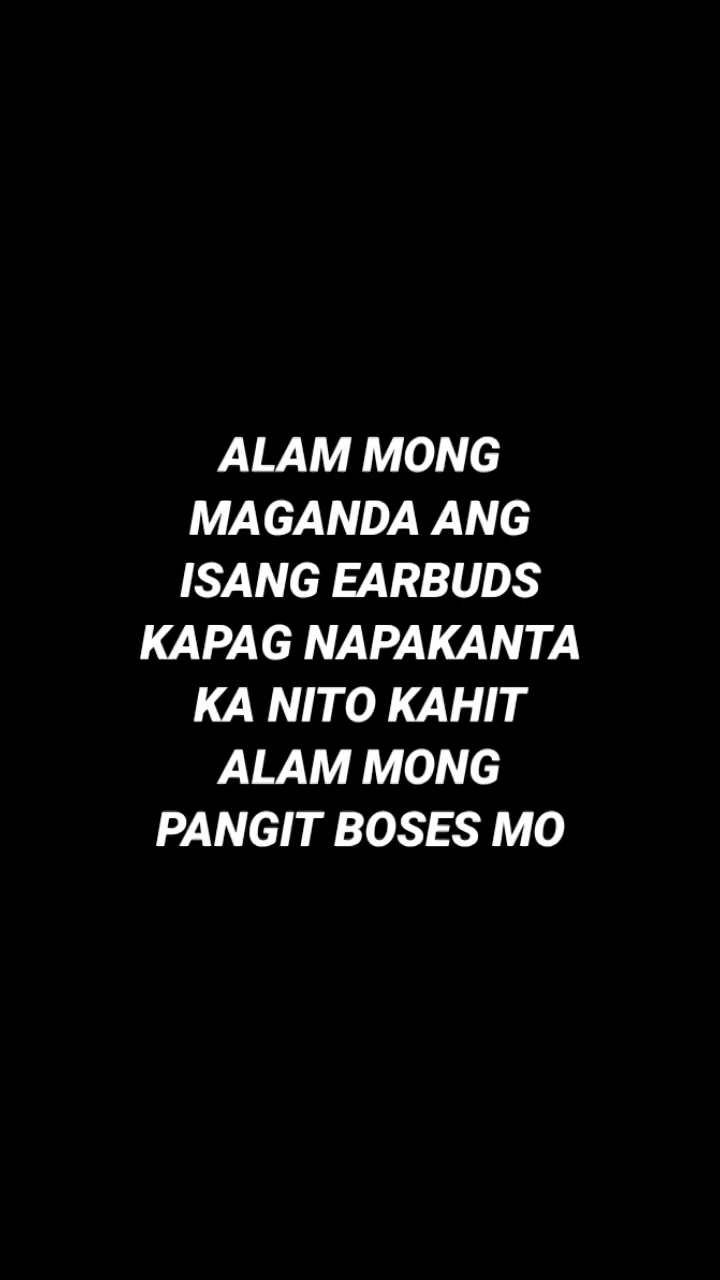 ALAM MONG
MAGANDA ANG
ISANG EARBUDS
KAPAG NAPAKANTA
KA NITO KAHIT
ALAM MONG
PANGIT BOSES MO